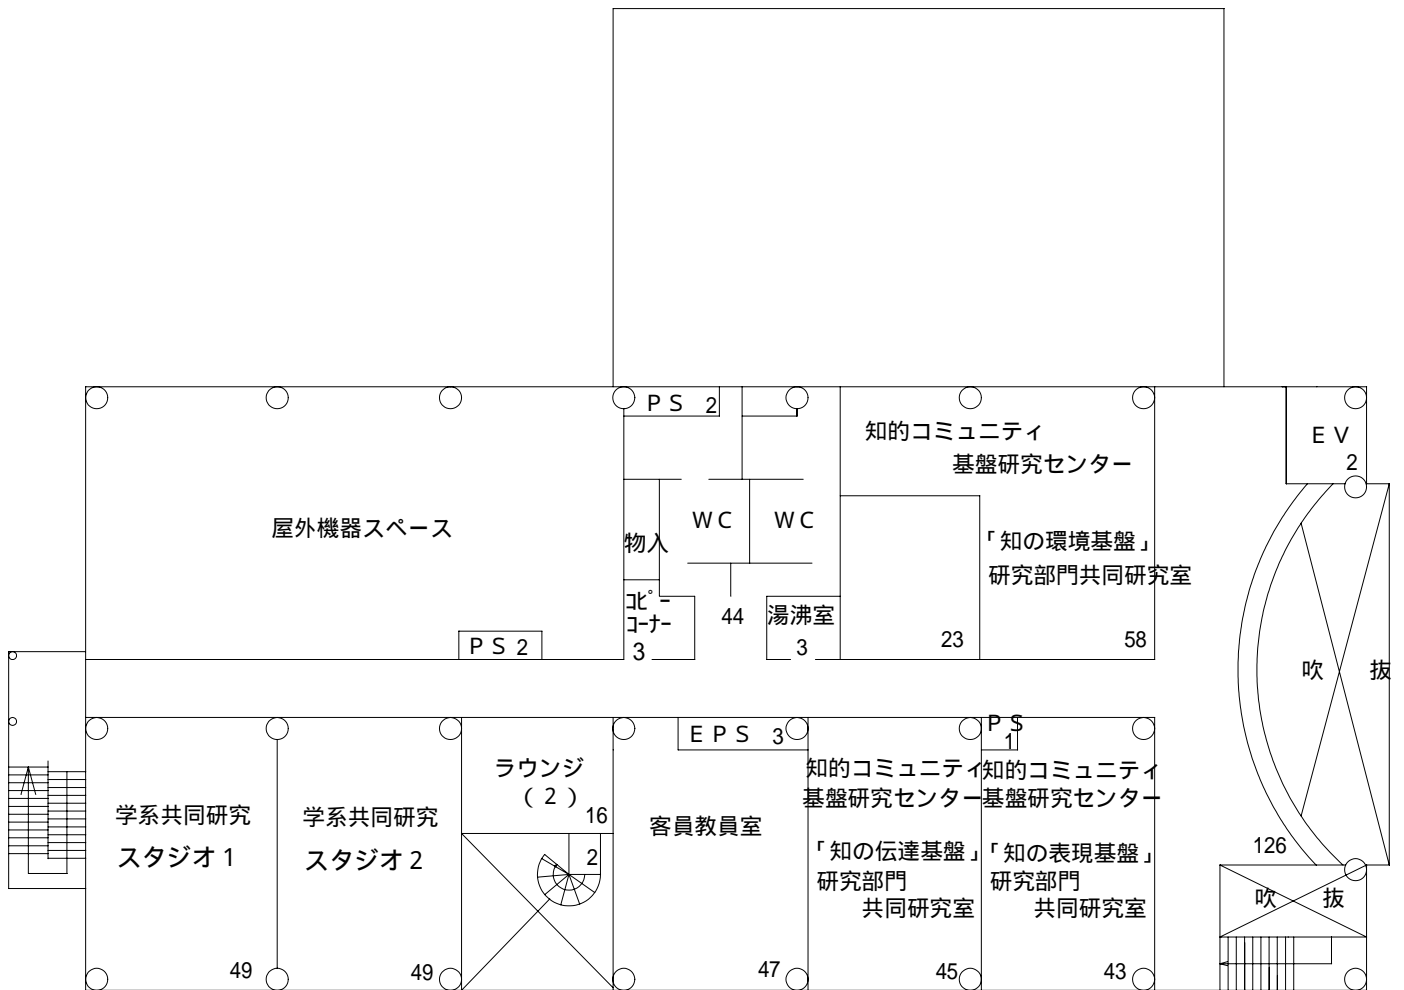 ＰＳ 2
知的コミュニティ
基盤研究センター
ＥＶ
2
屋外機器スペース
物入
ＷＣ
ＷＣ
「知の環境基盤」
研究部門共同研究室
ｺﾋﾟｰ
ｺｰﾅｰ
3
44
湯沸室
3
23
58
ＰＳ 2
吹 抜
学系共同研究
スタジオ１
49
学系共同研究
スタジオ２
49
ラウンジ
（２）
16
2
ＥＰＳ 3
客員教員室
47
知的コミュニティ
基盤研究センター
「知の伝達基盤」
研究部門
共同研究室
45
ＰＳ
1
知的コミュニティ
基盤研究センター
「知の表現基盤」
研究部門
共同研究室
43
126
吹 抜